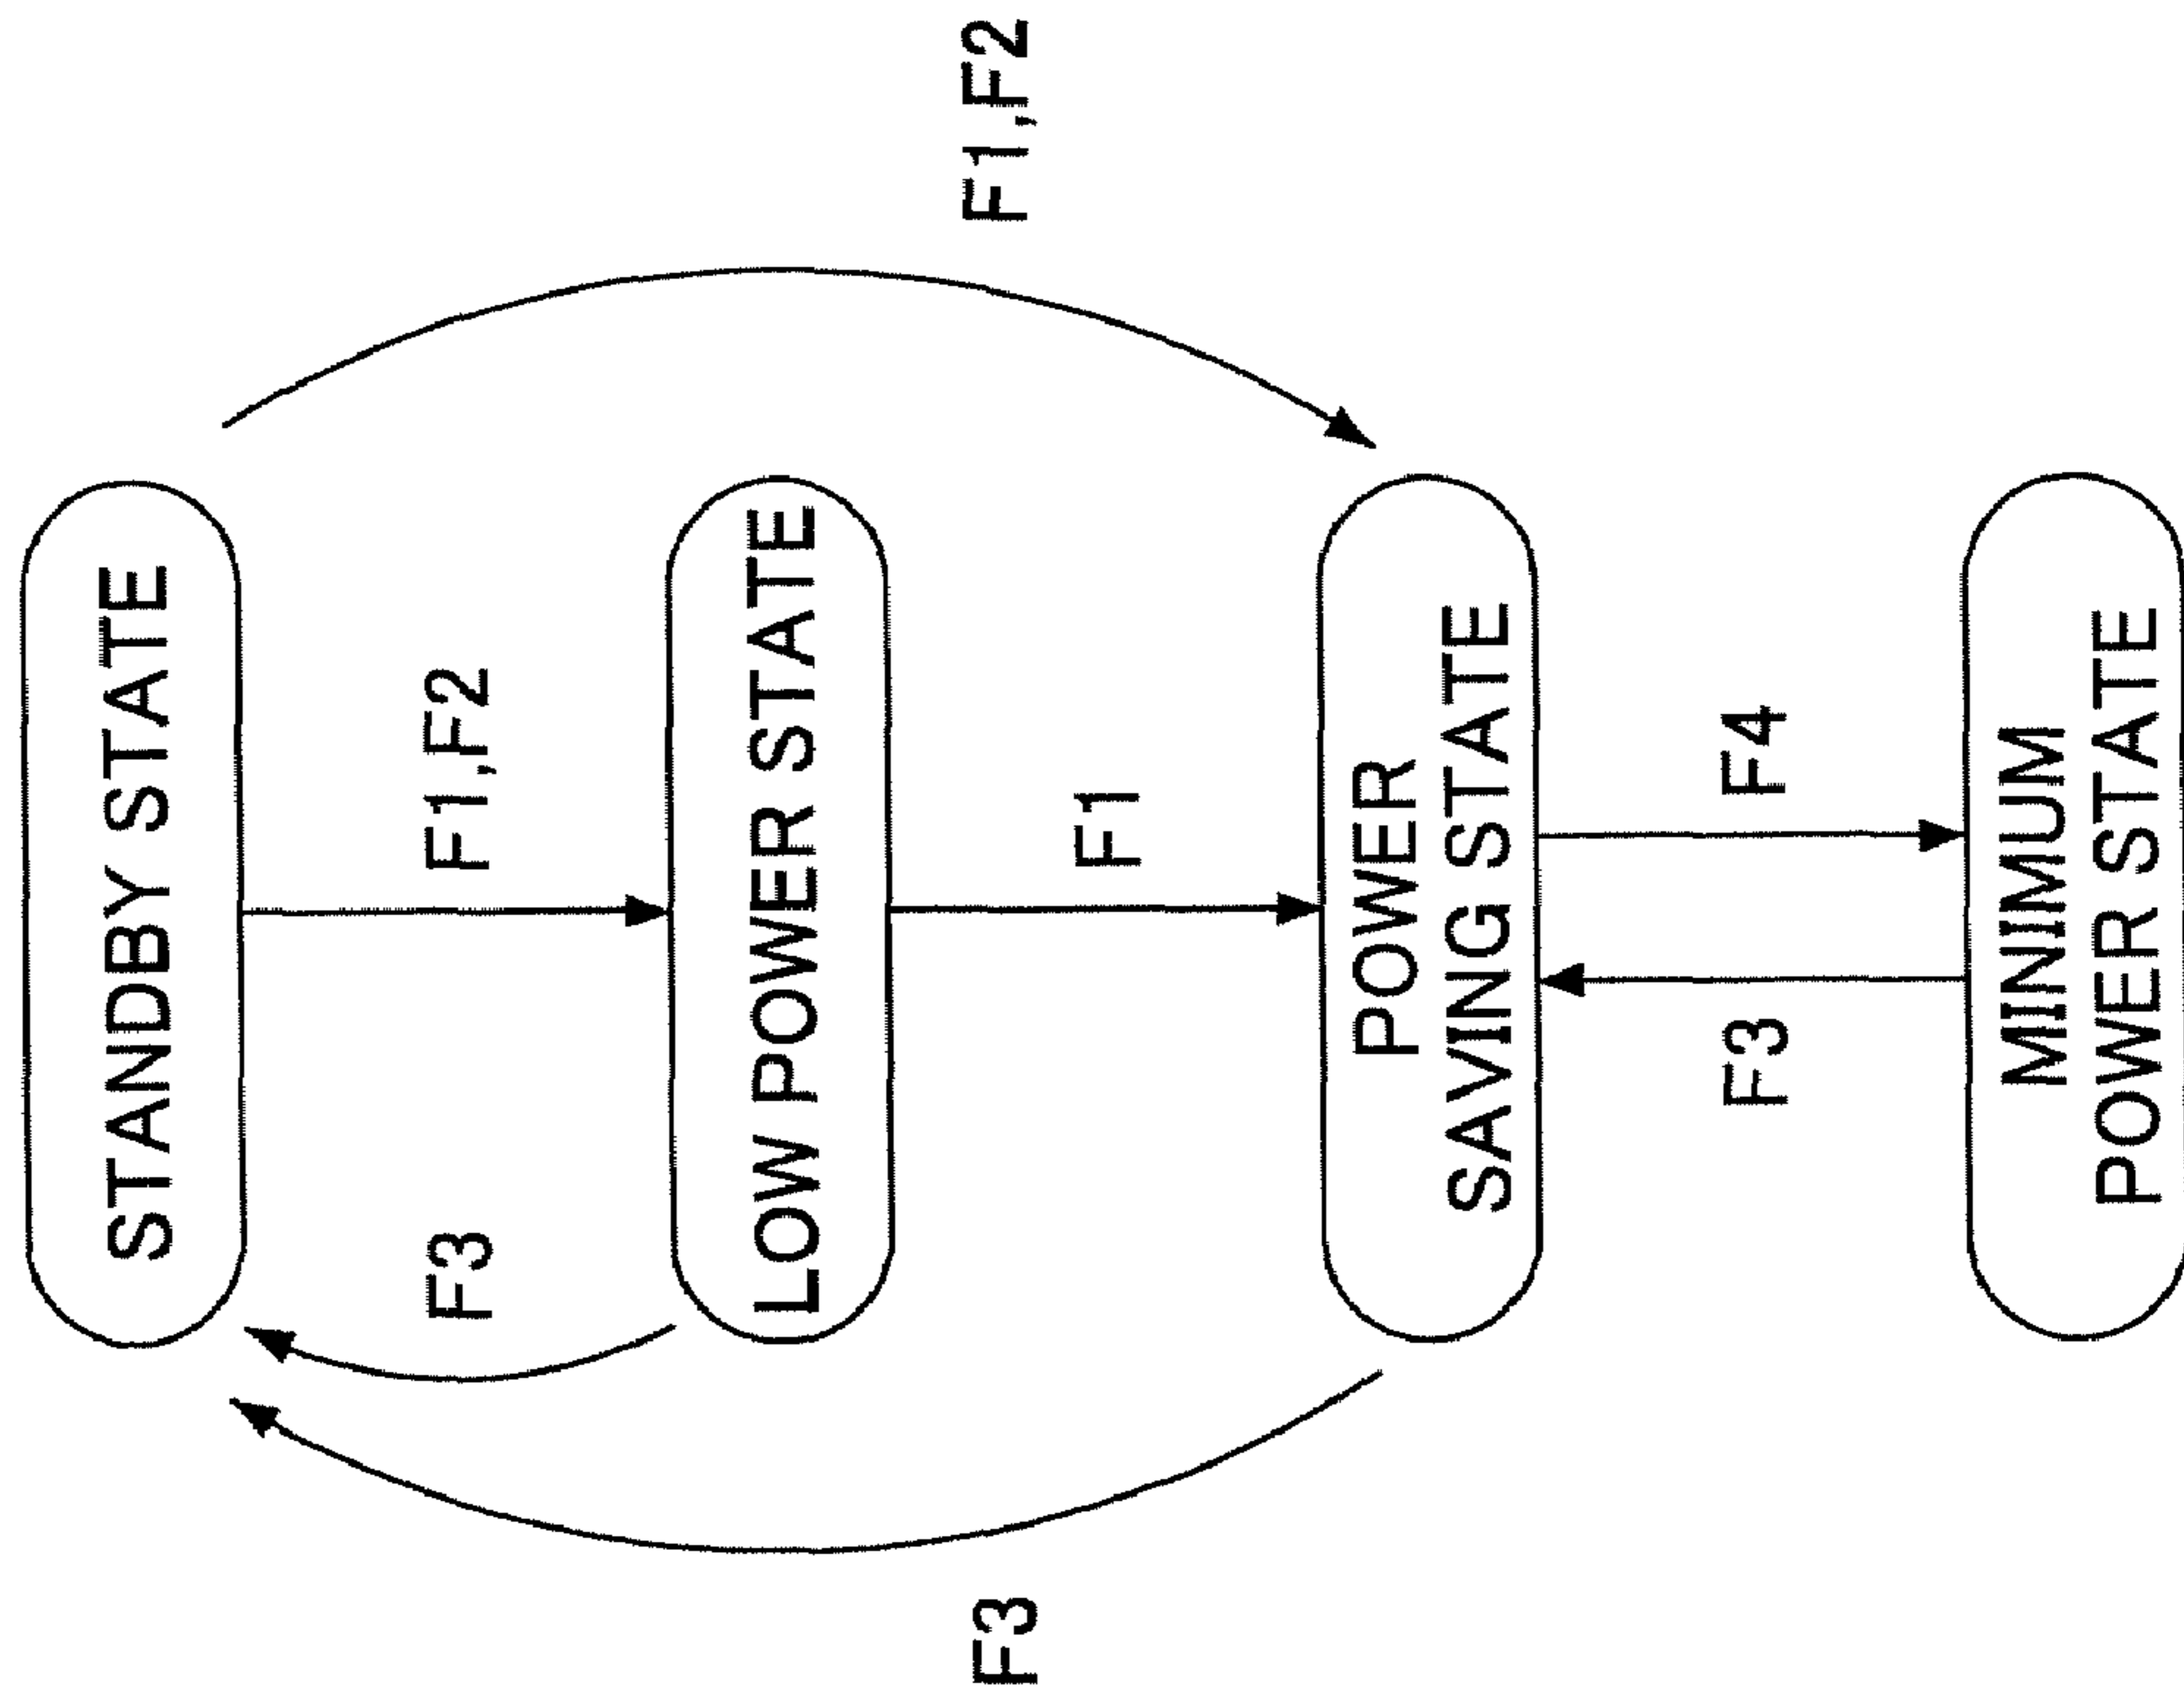 STANDBY STATE
F3
F1,F2
LOW POWER STATE
F3
F1
F1,F2
POWER
SAVING STATE
F3
F4
MINIMUM
POWER STATE